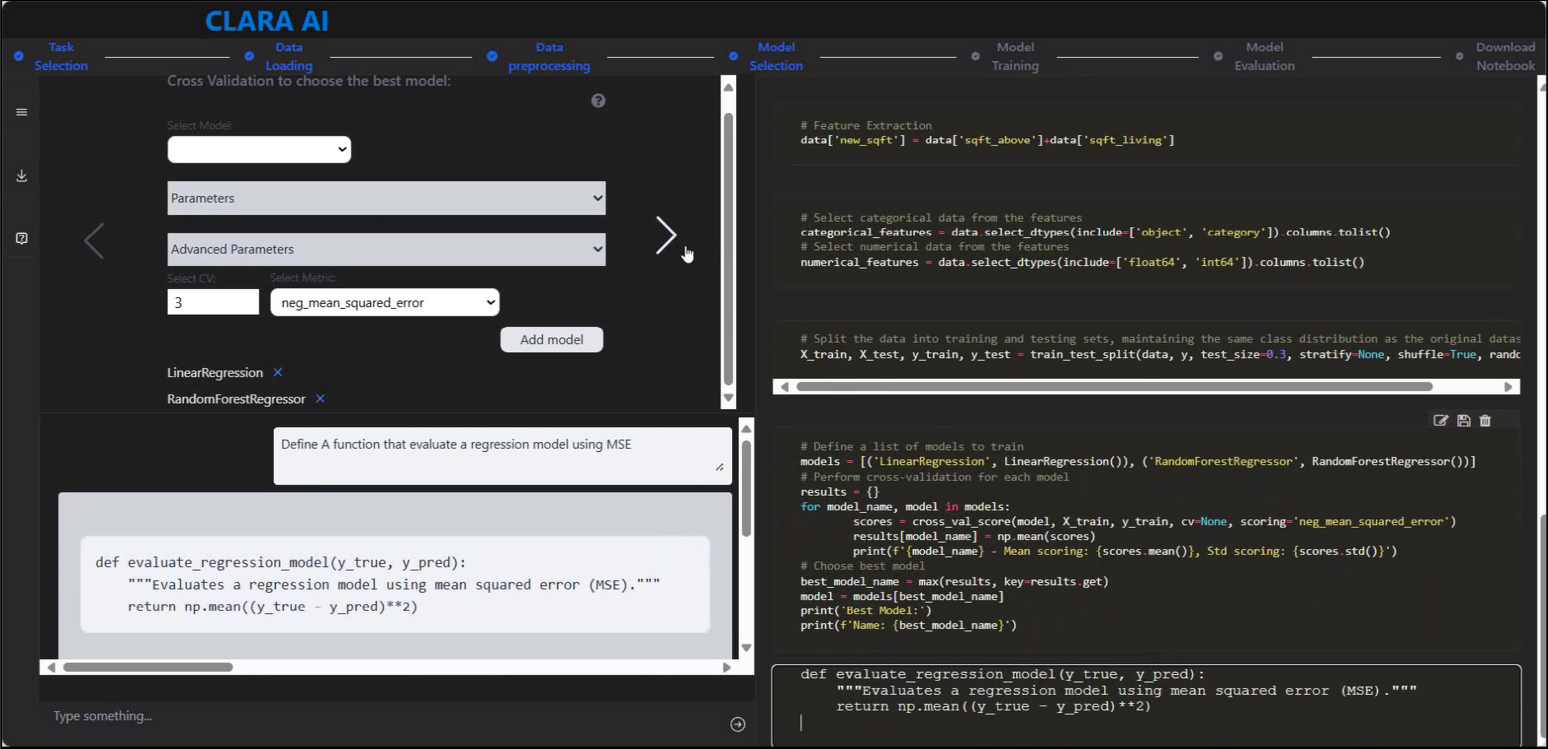 CLARA AI
Task
Selection
Data
Loading
Data
preprocessing
Model
Selection
Model
Training
Model
Evaluation
Download
Notebook
Cross Validation to choose the best model:
Select Model:
Parameters
Advanced Parameters
Select CV:
Select Metric:
3
neg_mean_squared_error
Add model
LinearRegression ×
RandomForestRegressor ×
Define A function that evaluate a regression model using MSE
def evaluate_regression_model(y_true, y_pred):
    """Evaluates a regression model using mean squared error (MSE)."""
    return np.mean((y_true - y_pred)**2)
Type something...
# Feature Extraction
data['new_sqft'] = data['sqft_above']+data['sqft_living']
# Select categorical data from the features
categorical_features = data.select_dtypes(include=['object', 'category']).columns.tolist()
# Select numerical data from the features
numerical_features = data.select_dtypes(include=['float64', 'int64']).columns.tolist()
# Split the data into training and testing sets, maintaining the same class distribution as the original datas
X_train, X_test, y_train, y_test = train_test_split(data, y, test_size=0.3, stratify=None, shuffle=True, rando
# Define a list of models to train
models = [('LinearRegression', LinearRegression()), ('RandomForestRegressor', RandomForestRegressor())]
# Perform cross-validation for each model
results = {}
for model_name, model in models:
        scores = cross_val_score(model, X_train, y_train, cv=None, scoring='neg_mean_squared_error')
        results[model_name] = np.mean(scores)
        print(f'{model_name} - Mean scoring: {scores.mean()}, Std scoring: {scores.std()}')
# Choose best model
best_model_name = max(results, key=results.get)
model = models[best_model_name]
print('Best Model:')
print(f'Name: {best_model_name}')
def evaluate_regression_model(y_true, y_pred):
    """Evaluates a regression model using mean squared error (MSE)."""
    return np.mean((y_true - y_pred)**2)